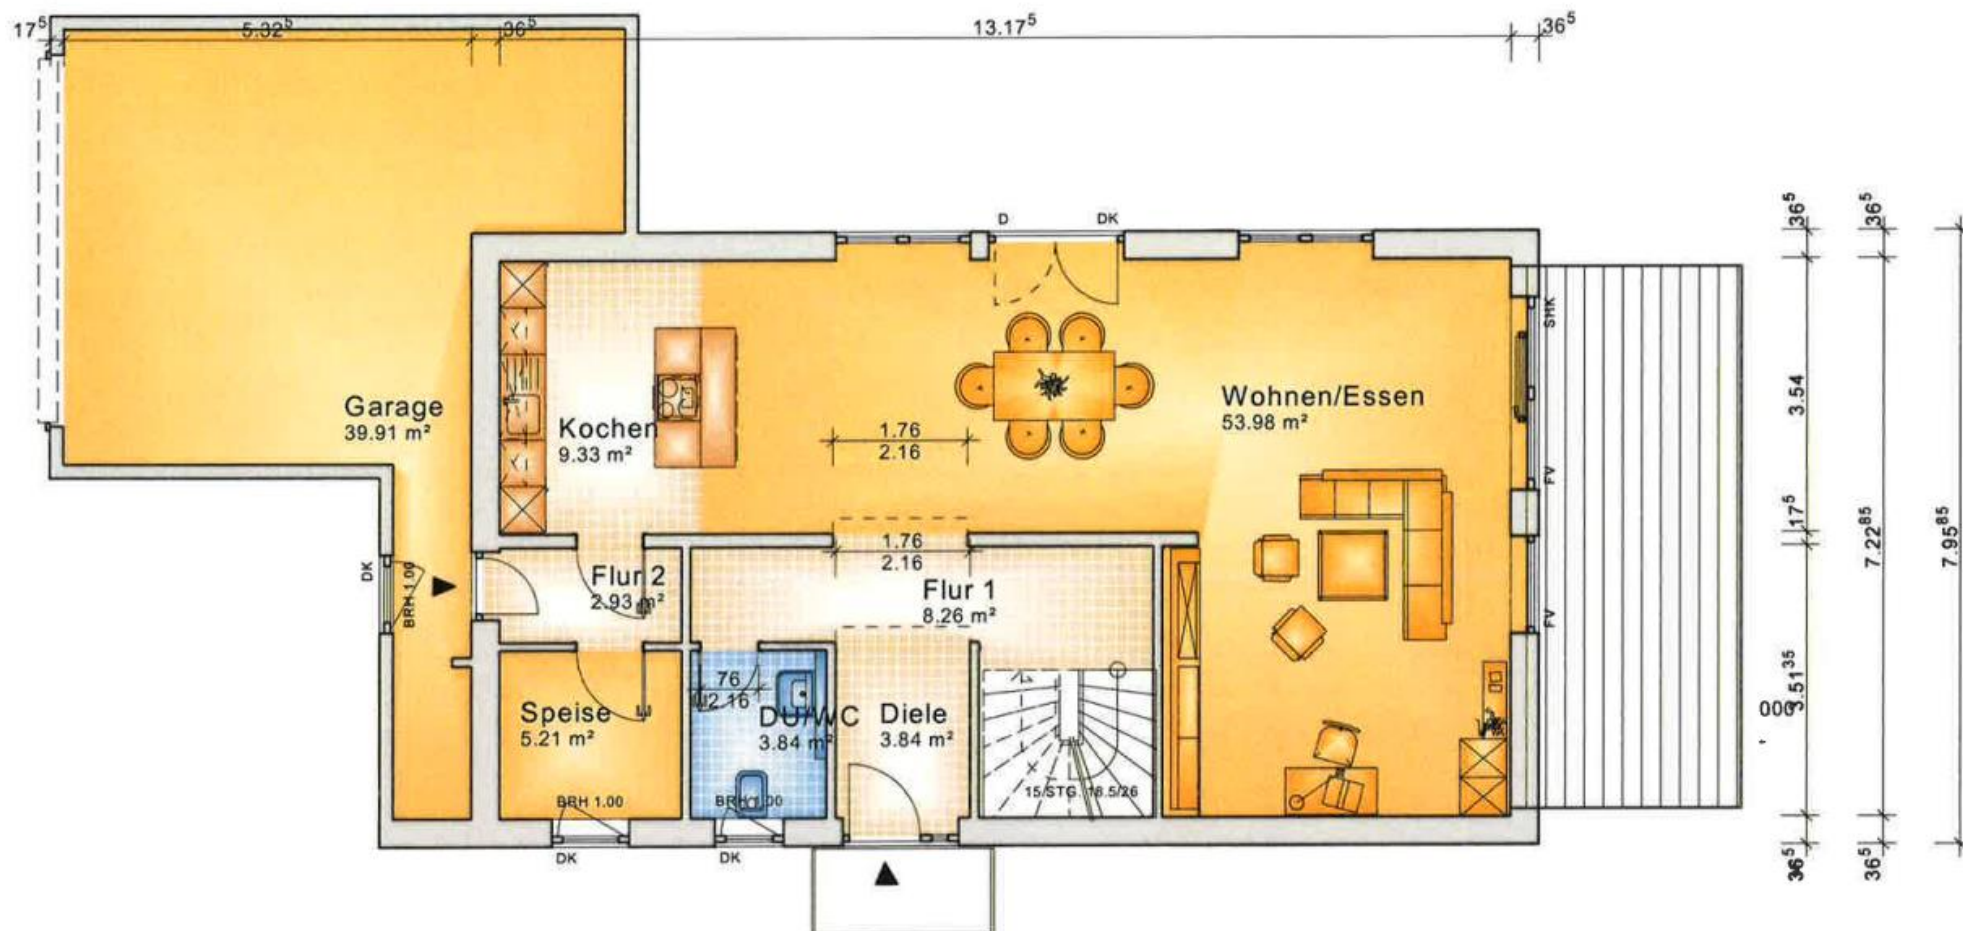 17⁵ 5.32⁵ 36⁵ 13.17⁵ 36⁵
D DK
36⁵ 36⁵
SHK
Garage
39.91 m²
Kochen
9.33 m²
1.76
2.16
Wohnen/Essen
53.98 m²
3.54
FV
17⁵
7.22⁸⁵
7.95⁸⁵
1.76
2.16
DK
BRH 1.00
Flur 2
2.93 m²
Flur 1
8.26 m²
FV
3.51³⁵
76
2.16
Speise
5.21 m²
DU/WC
3.84 m²
Diele
3.84 m²
000
15 STG. 18.5/26
BRH 1.00
BRH 1.00
DK
DK
36⁵ 36⁵